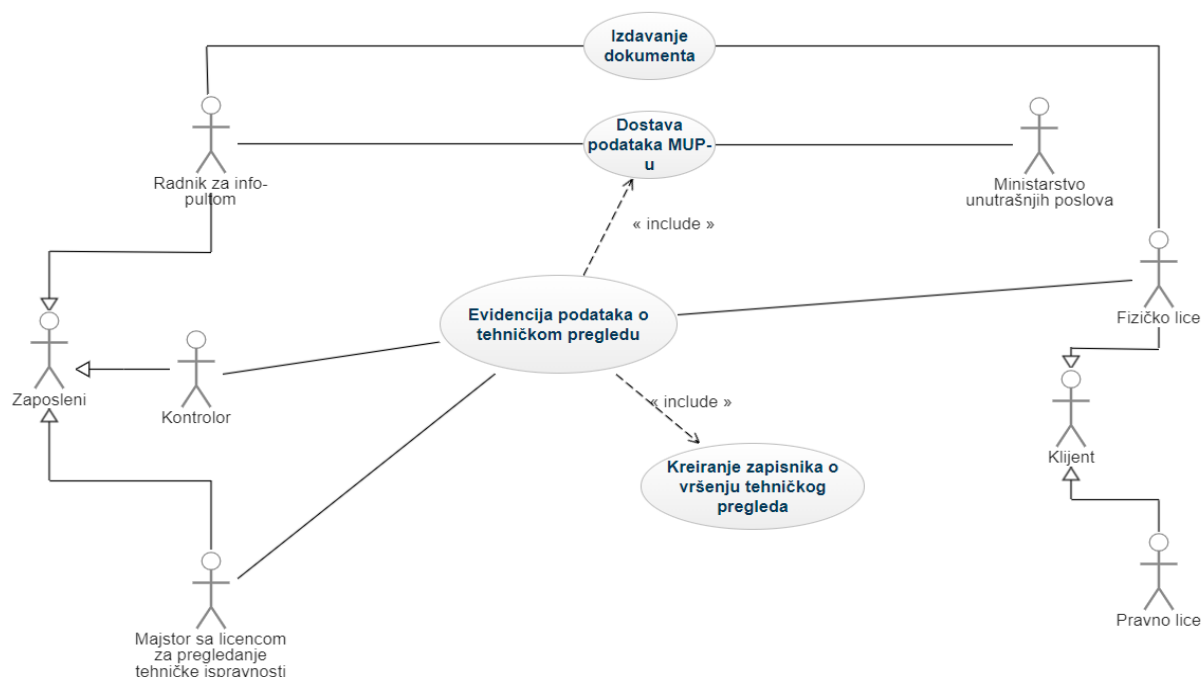 Izdavanje
dokumenta
Dostava
podataka MUP-
u
Radnik za info-
pultom
Ministarstvo
unutrašnjih poslova
« include »
Evidencija podataka o
tehničkom pregledu
Fizičko lice
Zaposleni
Kontrolor
« include »
Klijent
Kreiranje zapisnika o
vršenju tehničkog
pregleda
Pravno lice
Majstor sa licencom
za pregledanje
tehničke ispravnosti